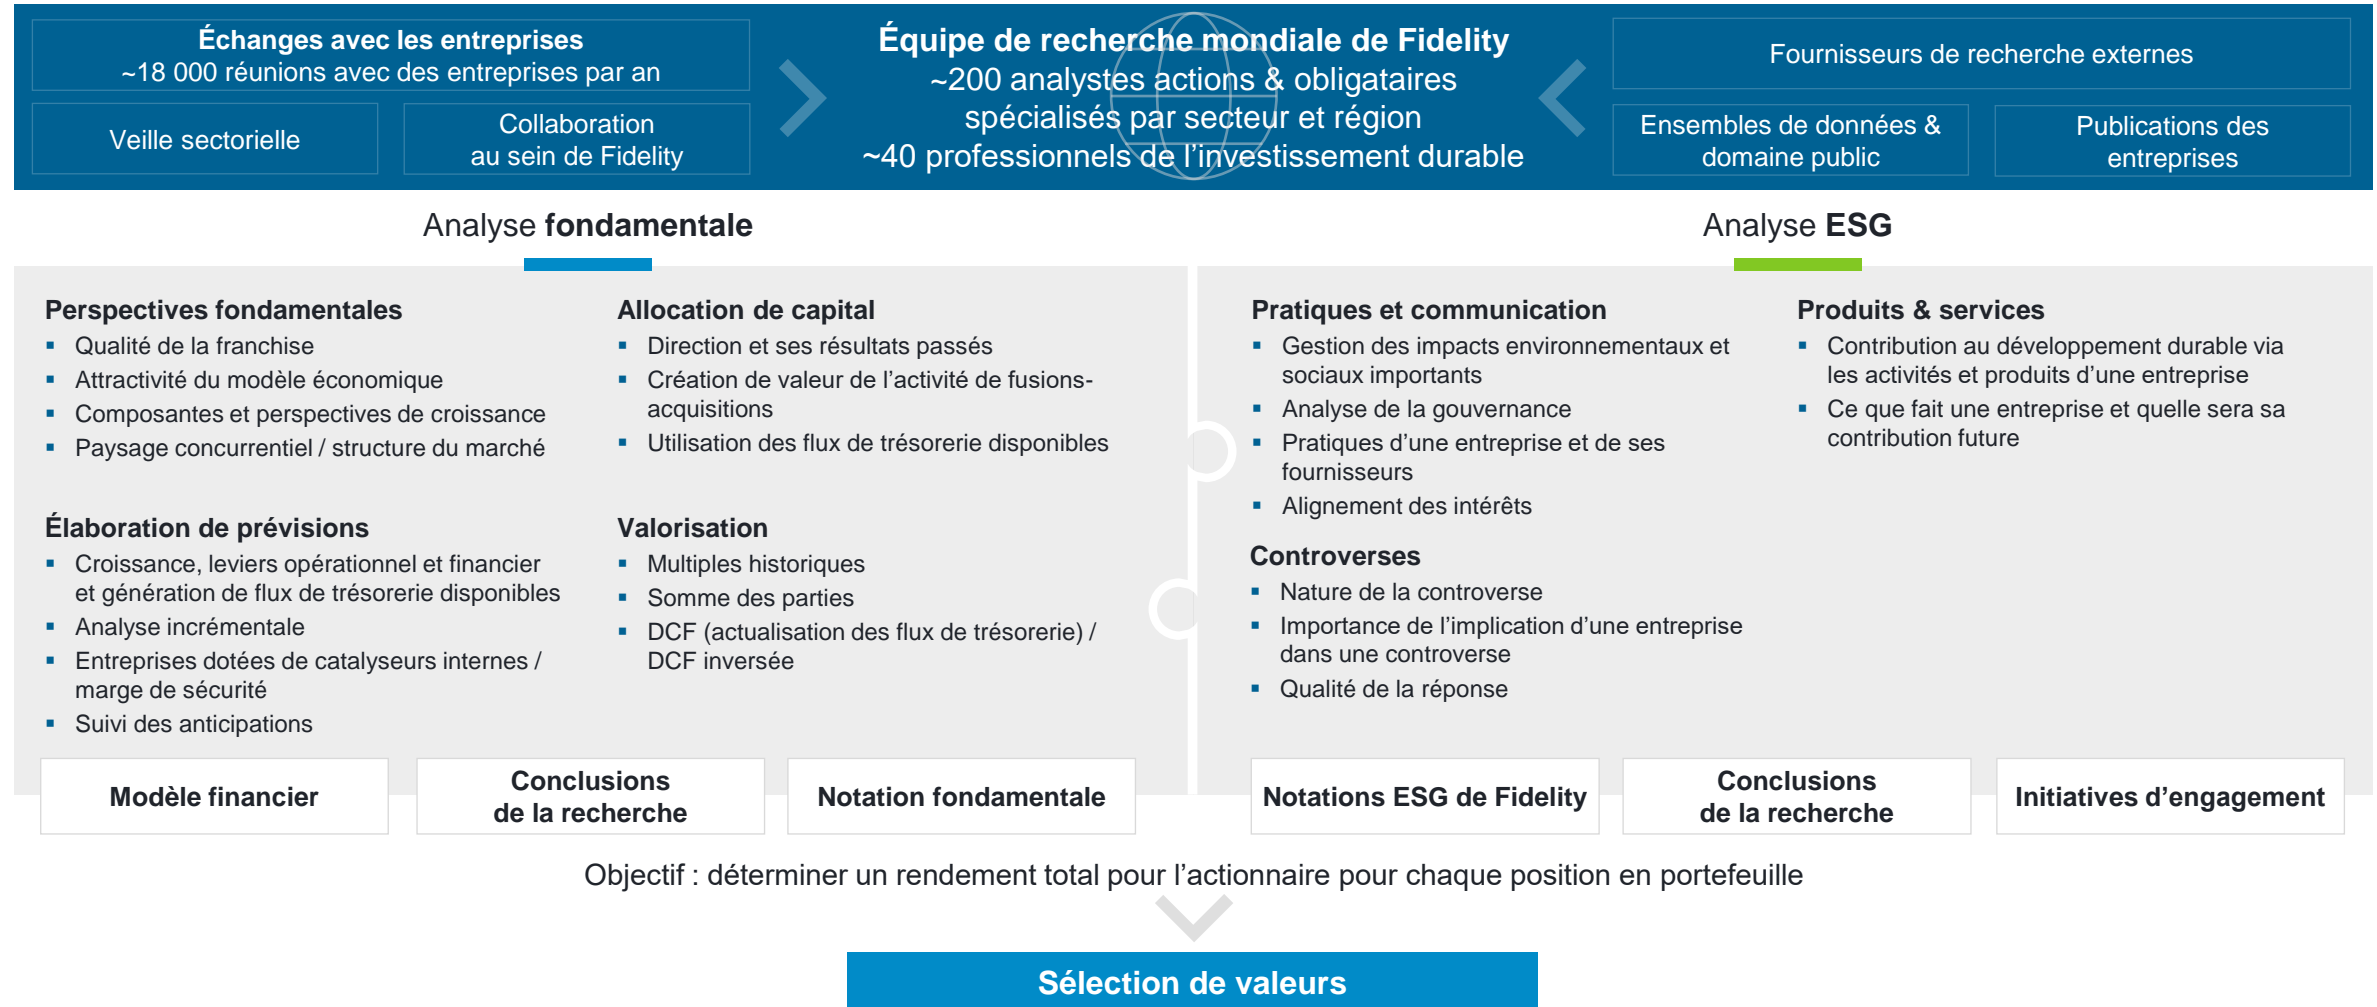 Échanges avec les entreprises
~18 000 réunions avec des entreprises par an
Veille sectorielle
Collaboration
au sein de Fidelity
Équipe de recherche mondiale de Fidelity
~200 analystes actions & obligataires
spécialisés par secteur et région
~40 professionnels de l’investissement durable
Fournisseurs de recherche externes
Ensembles de données &
domaine public
Publications des
entreprises
Analyse fondamentale
Perspectives fondamentales
▪ Qualité de la franchise
▪ Attractivité du modèle économique
▪ Composantes et perspectives de croissance
▪ Paysage concurrentiel / structure du marché
Allocation de capital
▪ Direction et ses résultats passés
▪ Création de valeur de l’activité de fusions-
acquisitions
▪ Utilisation des flux de trésorerie disponibles
Élaboration de prévisions
▪ Croissance, leviers opérationnel et financier
et génération de flux de trésorerie disponibles
▪ Analyse incrémentale
▪ Entreprises dotées de catalyseurs internes /
marge de sécurité
▪ Suivi des anticipations
Valorisation
▪ Multiples historiques
▪ Somme des parties
▪ DCF (actualisation des flux de trésorerie) /
DCF inversée
Modèle financier
Conclusions
de la recherche
Notation fondamentale
Analyse ESG
Pratiques et communication
▪ Gestion des impacts environnementaux et
sociaux importants
▪ Analyse de la gouvernance
▪ Pratiques d’une entreprise et de ses
fournisseurs
▪ Alignement des intérêts
Produits & services
▪ Contribution au développement durable via
les activités et produits d’une entreprise
▪ Ce que fait une entreprise et quelle sera sa
contribution future
Controverses
▪ Nature de la controverse
▪ Importance de l’implication d’une entreprise
dans une controverse
▪ Qualité de la réponse
Notations ESG de Fidelity
Conclusions
de la recherche
Initiatives d’engagement
Objectif : déterminer un rendement total pour l’actionnaire pour chaque position en portefeuille
Sélection de valeurs